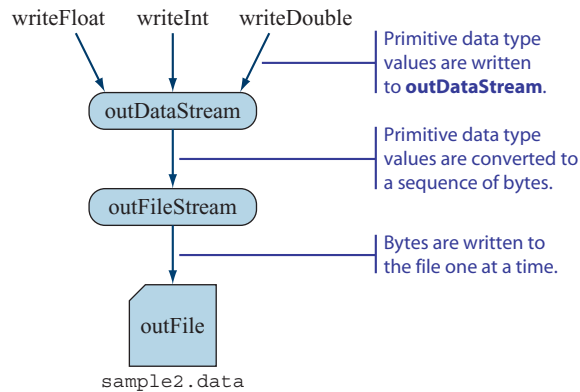 writeFloat writeInt writeDouble
Primitive data type
values are written
to outDataStream.
outDataStream
Primitive data type
values are converted to
a sequence of bytes.
outFileStream
Bytes are written to
the file one at a time.
outFile
sample2.data